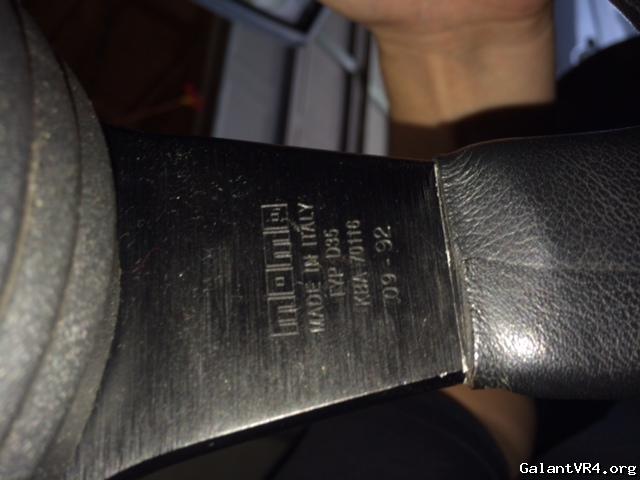 momo
MADE IN ITALY
TYP D35
KBA 70116
09-92
GalantVR4.org